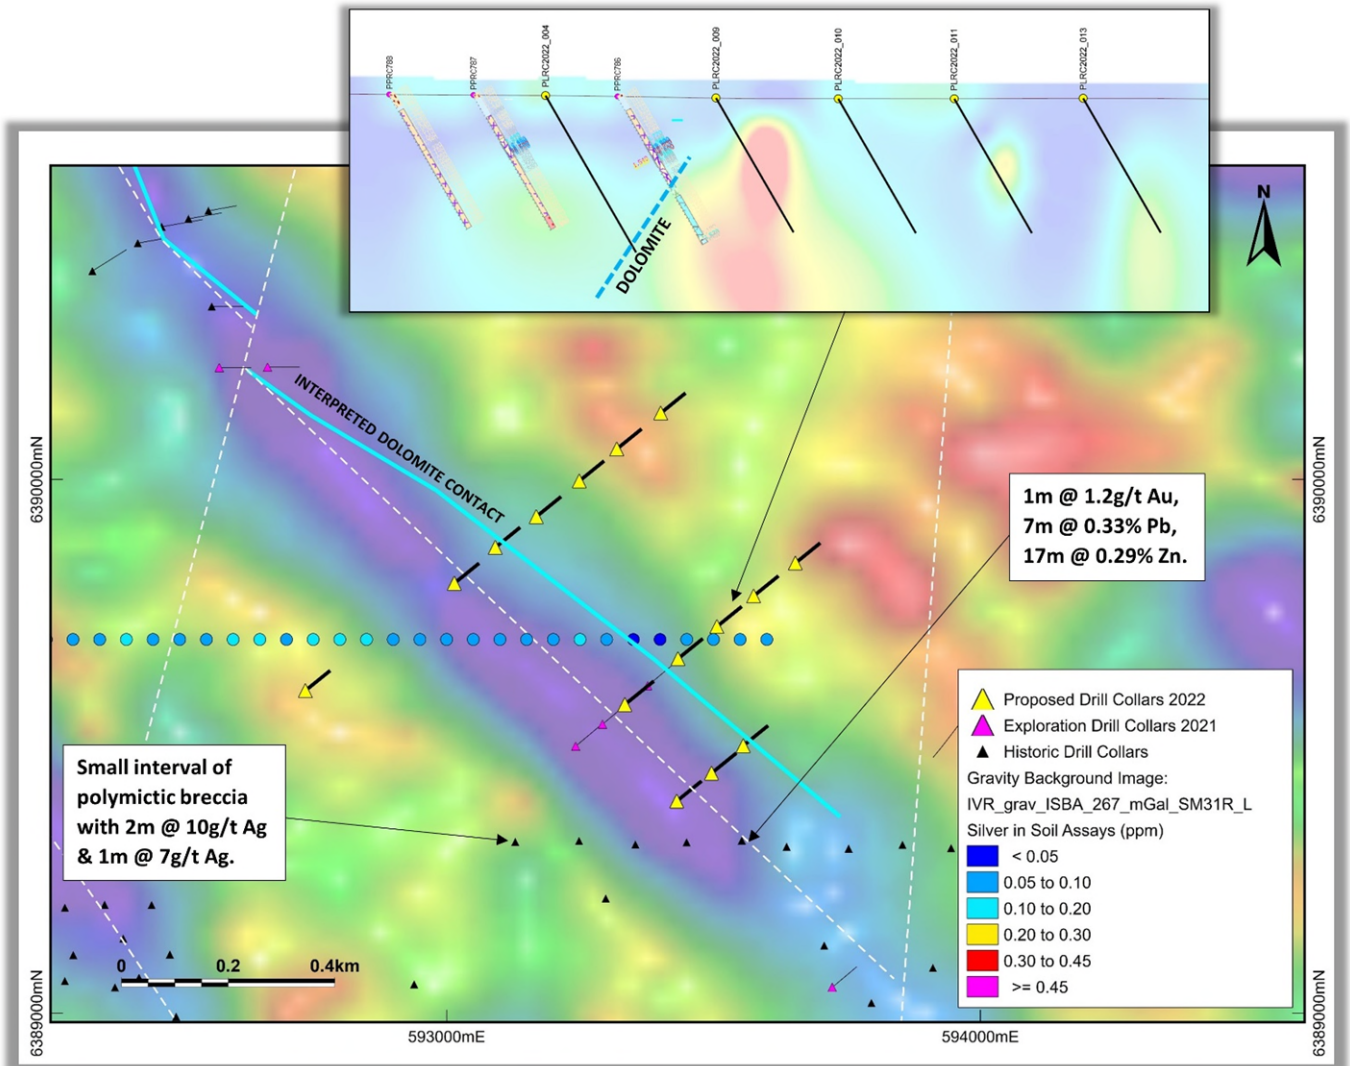 PPRC788
PPRC787
PLRC2022_004
PPRC786
PLRC2022_009
PLRC2022_010
PLRC2022_011
PLRC2022_013
DOLOMITE
N
INTERPRETED DOLOMITE CONTACT
6390000mN
6390000mN
1m @ 1.2g/t Au,
7m @ 0.33% Pb,
17m @ 0.29% Zn.
Small interval of
polymictic breccia
with 2m @ 10g/t Ag
& 1m @ 7g/t Ag.
Proposed Drill Collars 2022
Exploration Drill Collars 2021
Historic Drill Collars
Gravity Background Image:
IVR_grav_ISBA_267_mGal_SM31R_L
Silver in Soil Assays (ppm)
< 0.05
0.05 to 0.10
0.10 to 0.20
0.20 to 0.30
0.30 to 0.45
>= 0.45
0 0.2 0.4km
6389000mN
6389000mN
593000mE
594000mE